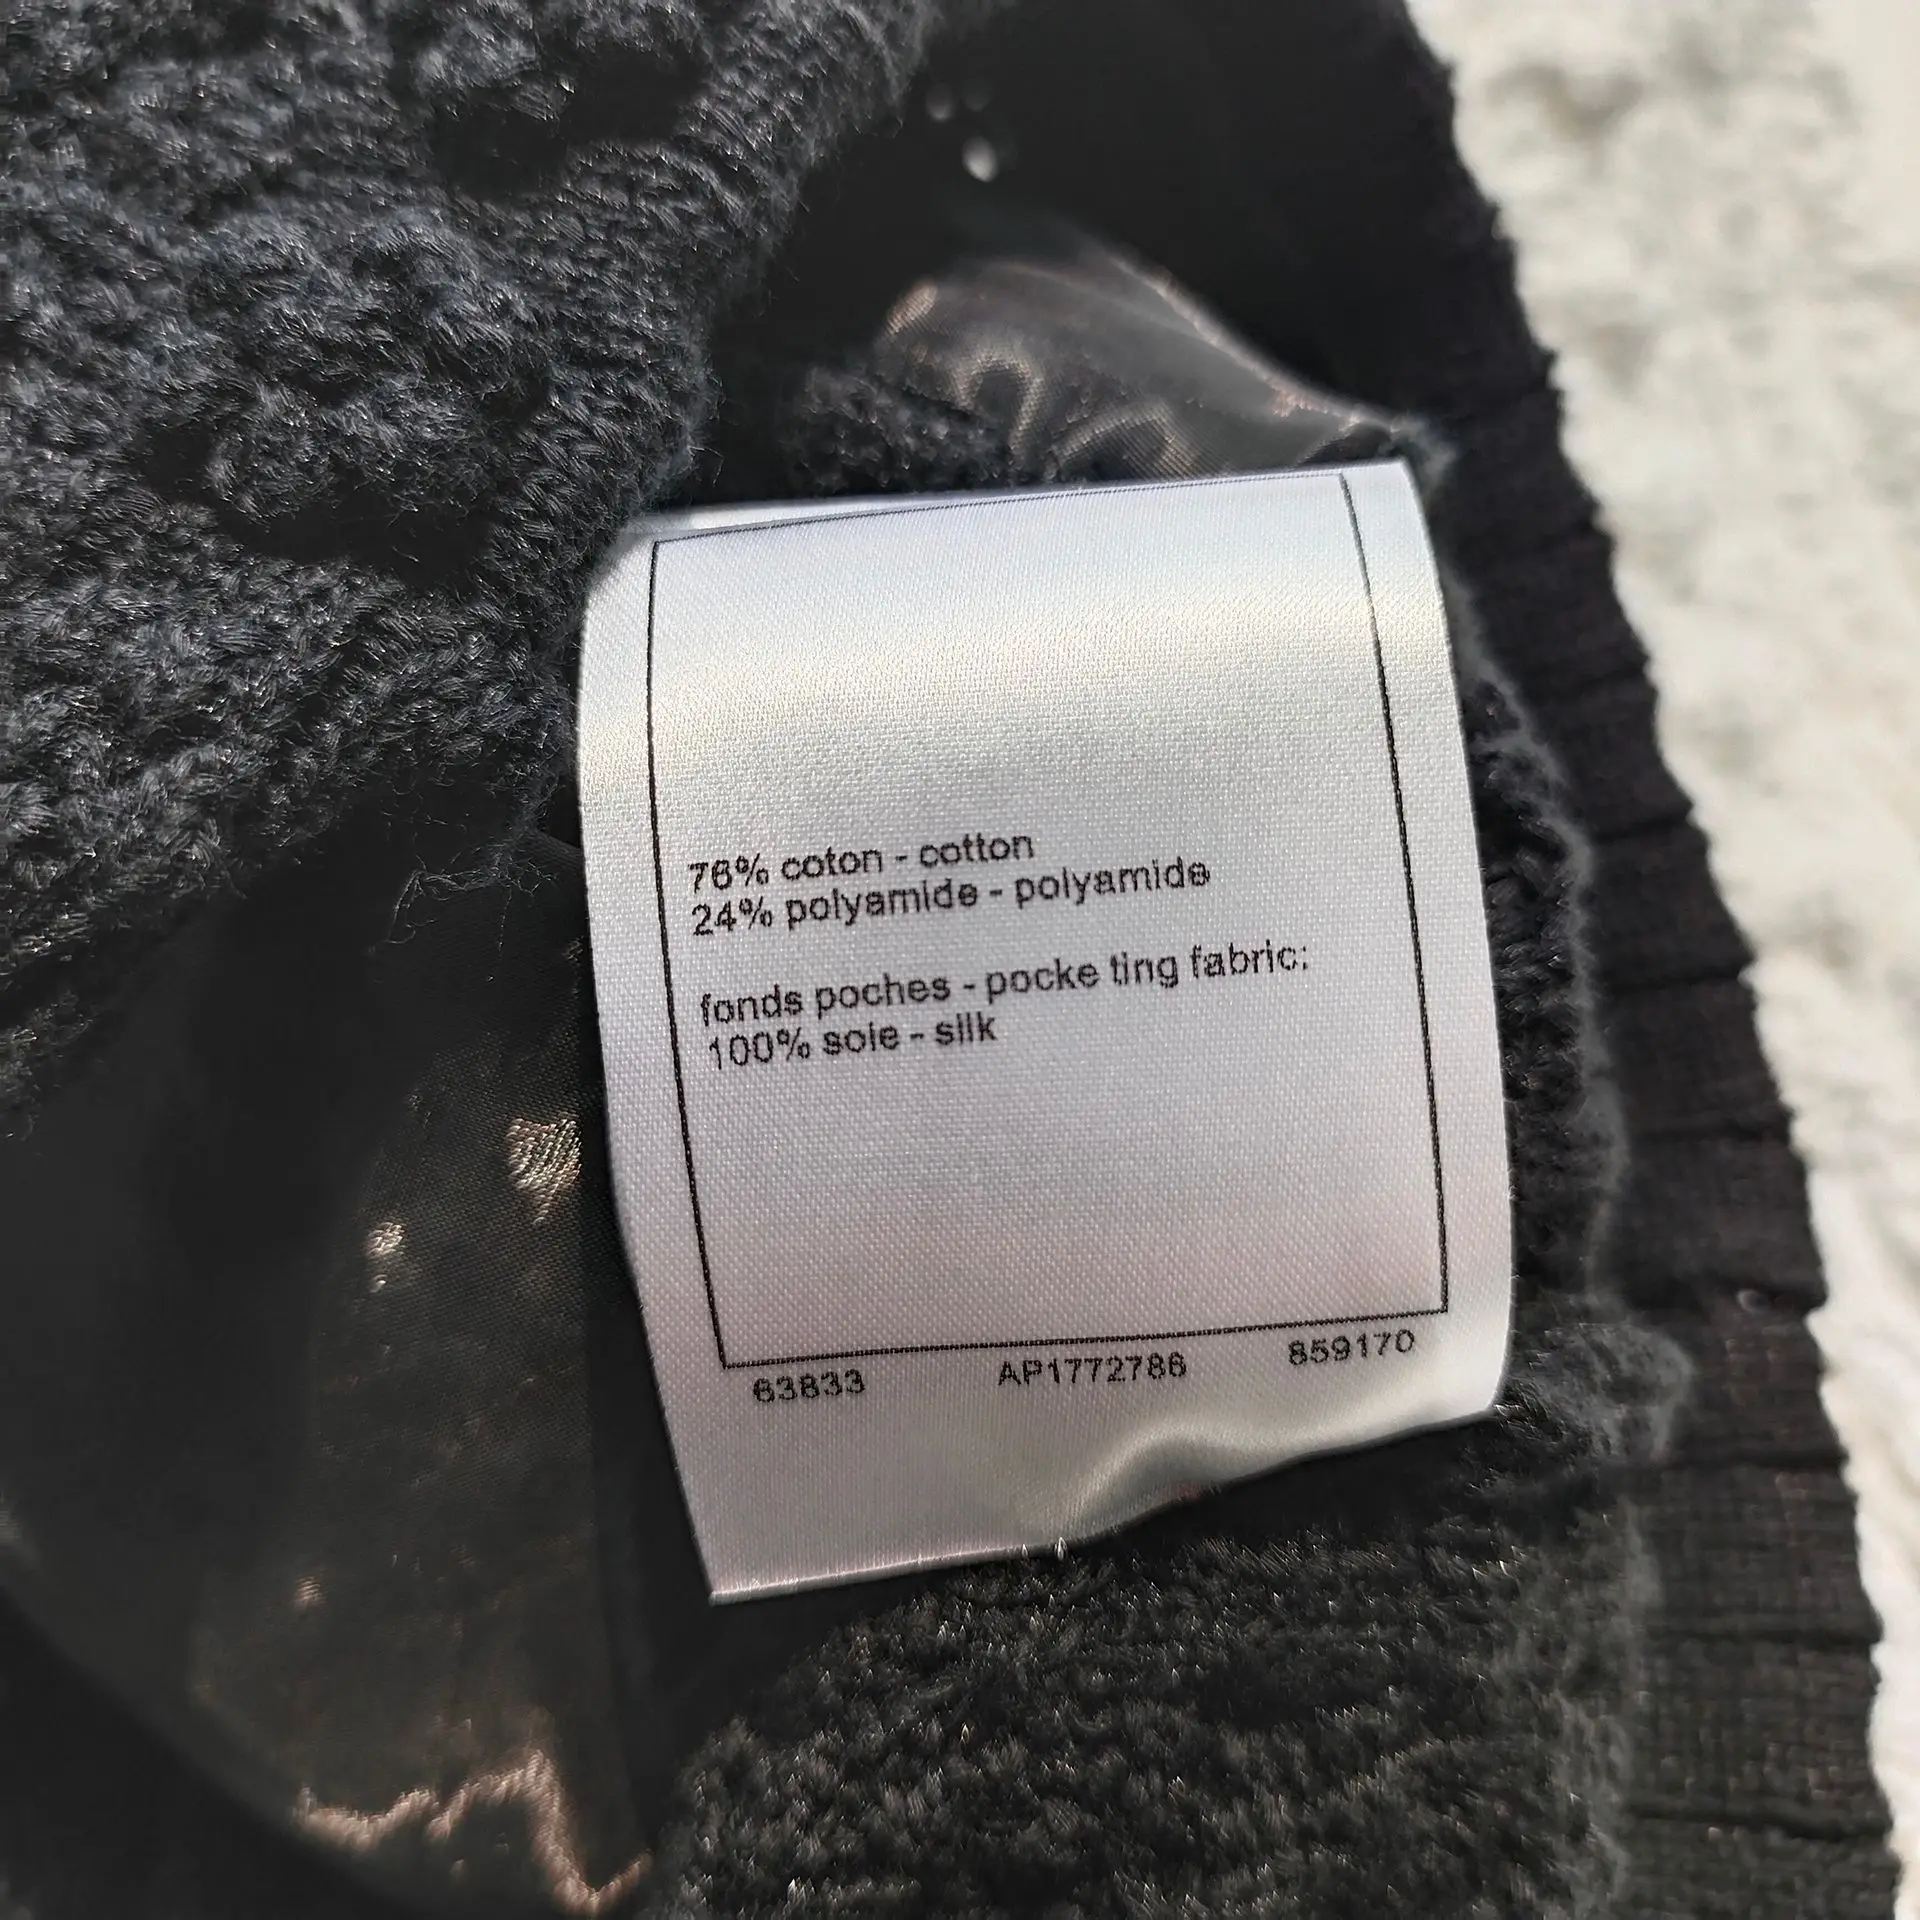 76% coton - cotton
24% polyamide - polyamide
fonds poches - pocke ting fabric:
100% soie - silk
63833 AP1772786 859170